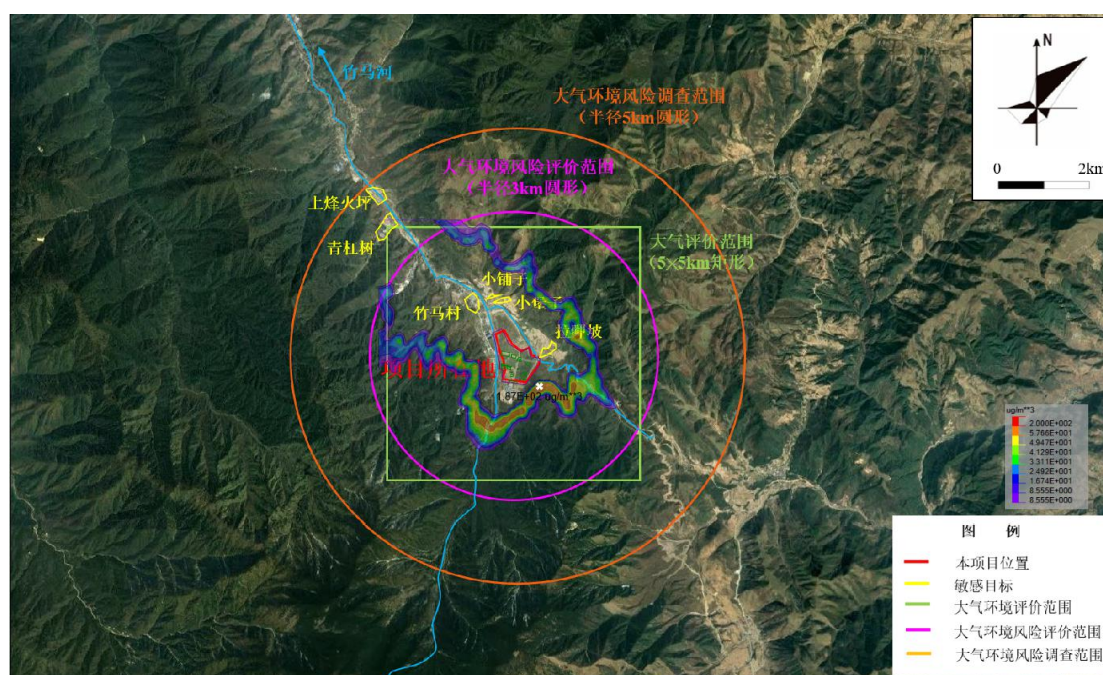 竹马河
大气环境风险调查范围
（半径5km圆形）
N
0 2km
大气环境风险评价范围
（半径3km圆形）
上烽火坪
青杠树
大气评价范围
（5×5km矩形）
小铺子
竹马村
1.87E+02 ug/m**3
ug/m**3
2.000E+002
5.766E+001
4.947E+001
4.129E+001
3.311E+001
2.492E+001
1.674E+001
8.555E+000
8.555E+000
图 例
本项目位置
敏感目标
大气环境评价范围
大气环境风险评价范围
大气环境风险调查范围